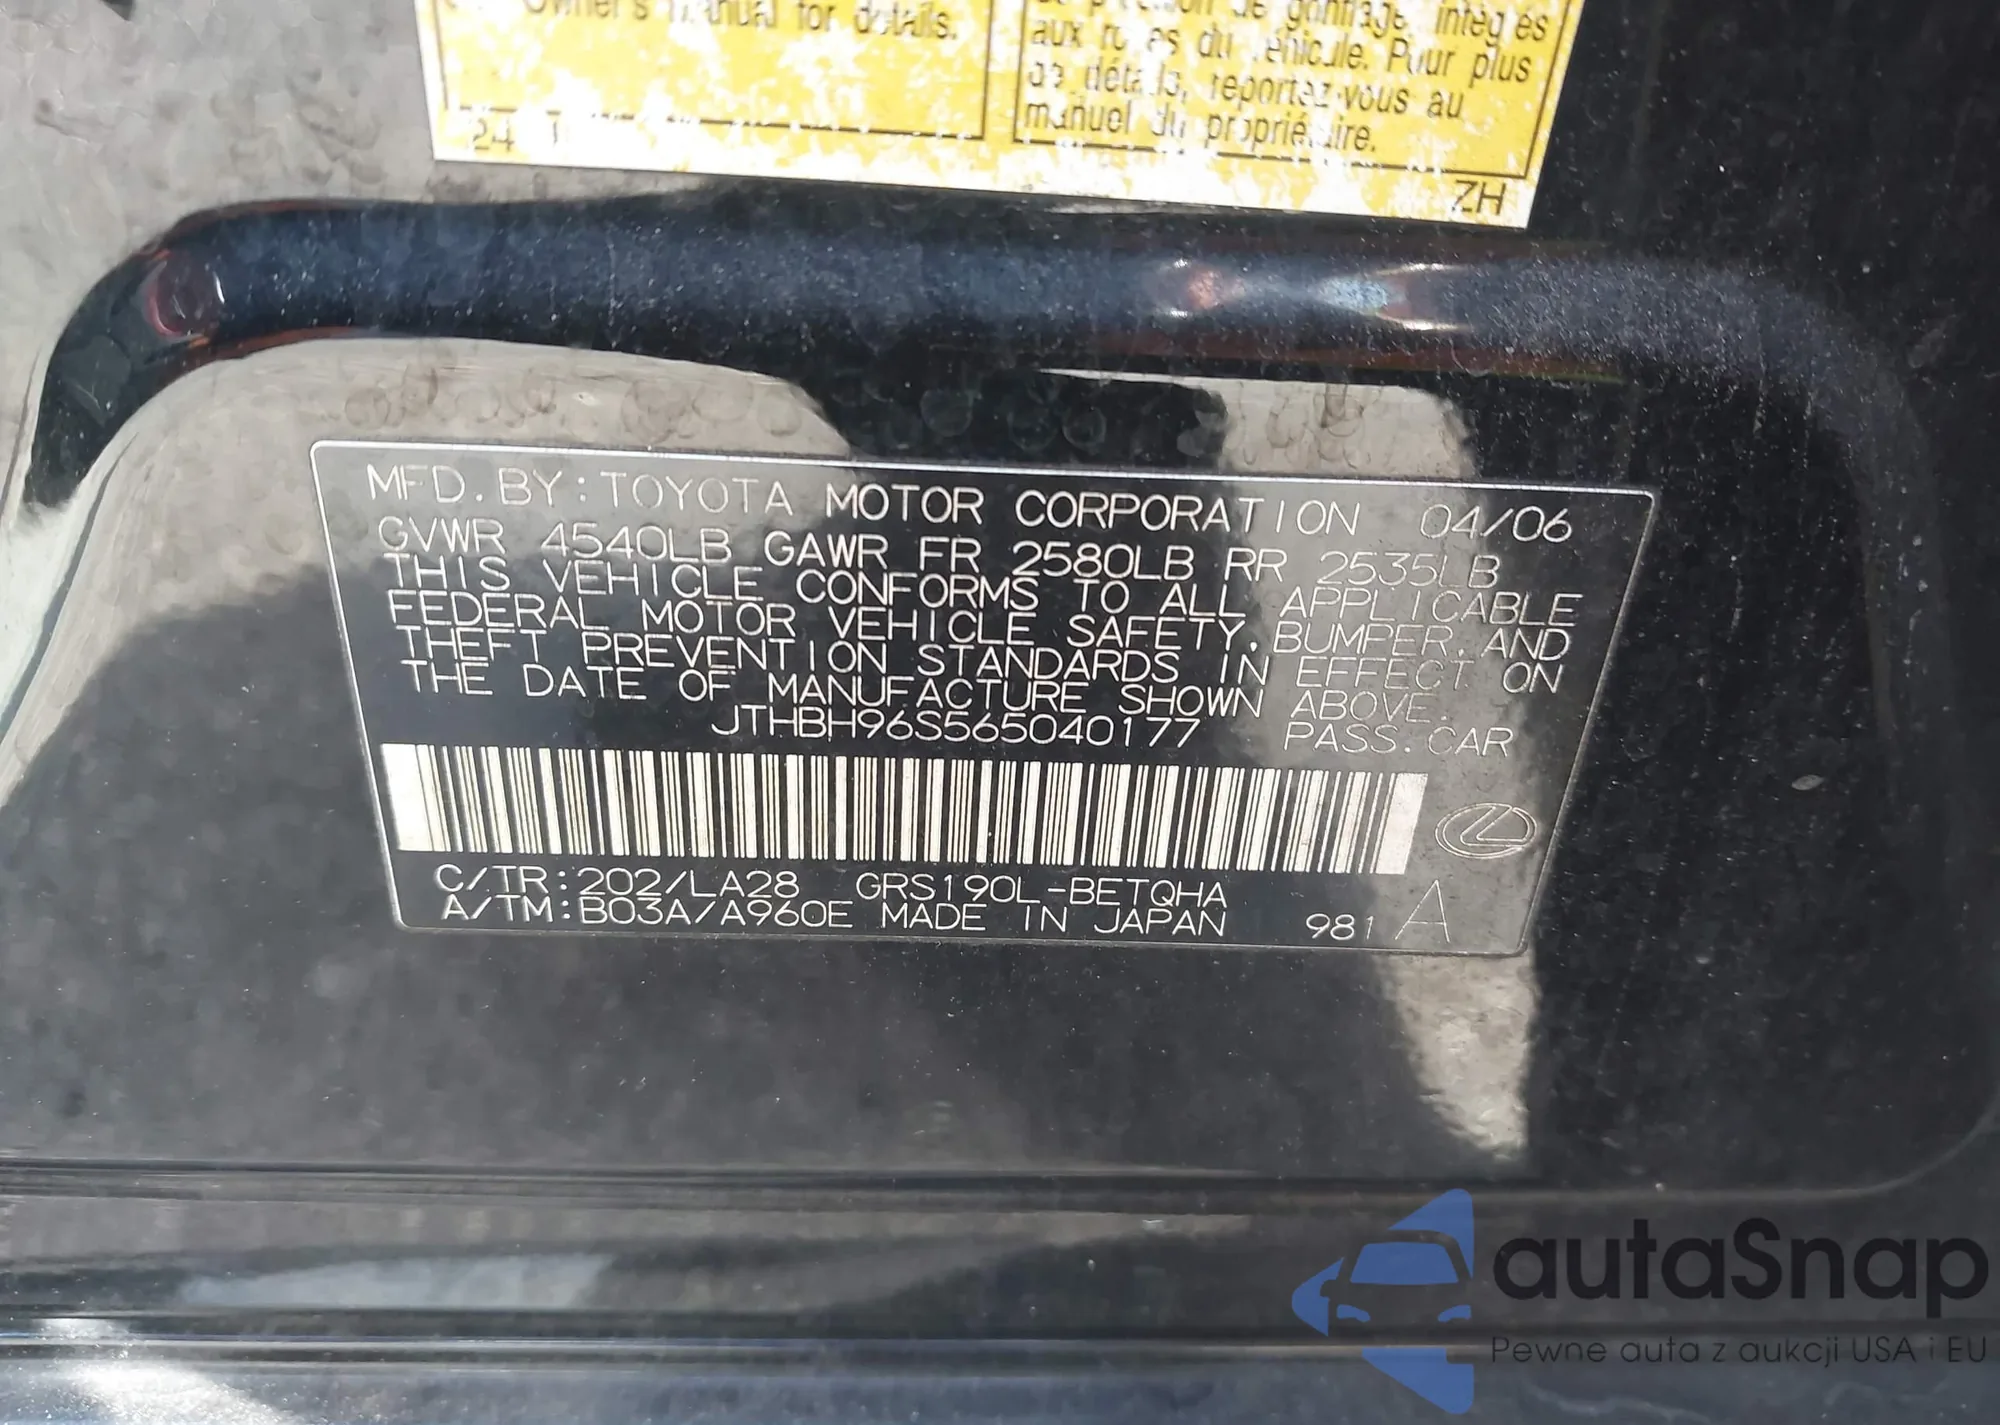 Owner's manual for details.
de gonflage intégrés
aux roues du véhicule. Pour plus
de détails, reportez-vous au
manuel du propriétaire.
24
ZH
MFD. BY: TOYOTA MOTOR CORPORATION 04/06
GVWR 4540LB GAWR FR 2580LB RR 2535LB
THIS VEHICLE CONFORMS TO ALL APPLICABLE
FEDERAL MOTOR VEHICLE SAFETY, BUMPER, AND
THEFT PREVENTION STANDARDS IN EFFECT ON
THE DATE OF MANUFACTURE SHOWN ABOVE.
JTHBH96S565040177 PASS. CAR
C/TR: 202/LA28 GRS190L-BETQHA
A/TM: B03A/A960E MADE IN JAPAN 981 A
autaSnap
Pewne auta z aukcji USA i EU